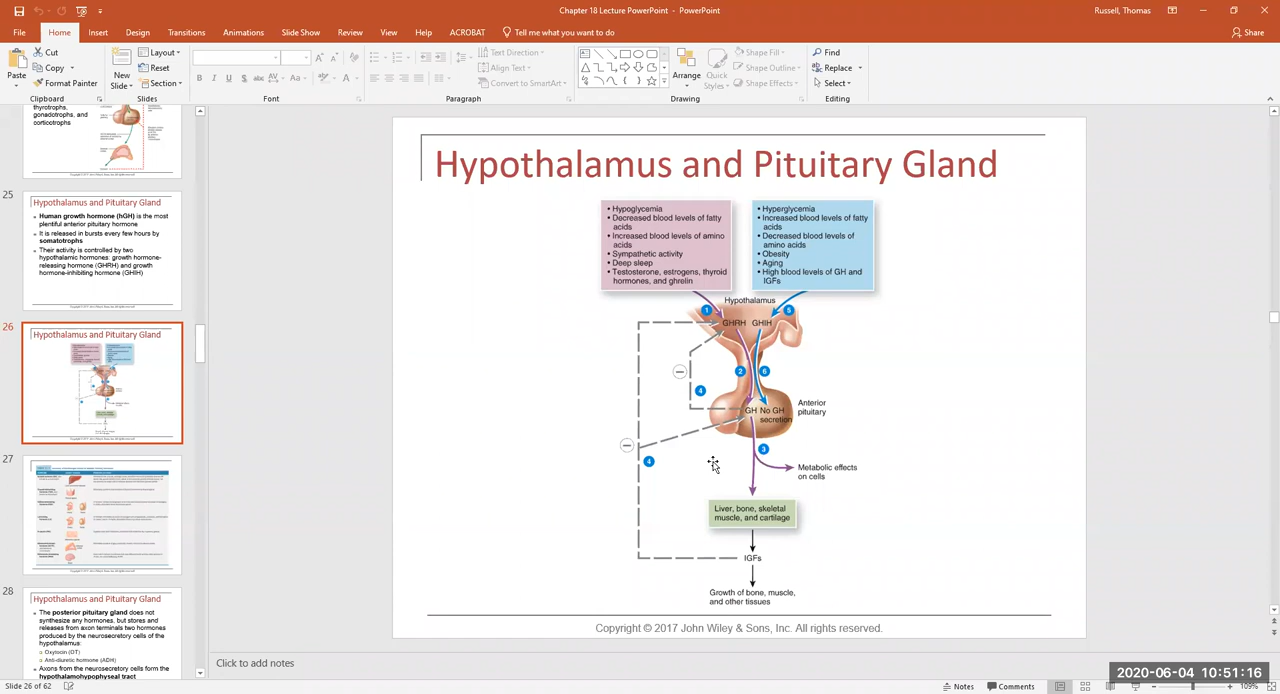 Chapter 18 Lecture PowerPoint - PowerPoint
Russell, Thomas
File Home Insert Design Transitions Animations Slide Show Review View Help ACROBAT Tell me what you want to do
Share
Paste
Cut
Copy
Format Painter
Clipboard
New
Slide
Layout
Reset
Section
Slides
Font
Text Direction
Align Text
Convert to SmartArt
Paragraph
Arrange
Quick
Styles
Shape Fill
Shape Outline
Shape Effects
Drawing
Find
Replace
Select
Editing
thyrotrophs,
gonadotrophs, and
corticotrophs
25
Hypothalamus and Pituitary Gland
Human growth hormone (hGH) is the most
plentiful anterior pituitary hormone
It is released in bursts every few hours by
somatotrophs
Their activity is controlled by two
hypothalamic hormones: growth hormone-
releasing hormone (GHRH) and growth
hormone-inhibiting hormone (GHIH)
26
Hypothalamus and Pituitary Gland
27
28
Hypothalamus and Pituitary Gland
The posterior pituitary gland does not
synthesize any hormones, but stores and
releases from axon terminals two hormones
produced by the neurosecretory cells of the
hypothalamus:
Oxytocin (OT)
Anti-diuretic hormone (ADH)
Axons from the neurosecretory cells form the
hypothalamohypophyseal tract
Hypothalamus and Pituitary Gland
• Hypoglycemia
• Decreased blood levels of fatty
acids
• Increased blood levels of amino
acids
• Sympathetic activity
• Deep sleep
• Testosterone, estrogens, thyroid
hormones, and ghrelin
• Hyperglycemia
• Increased blood levels of fatty
acids
• Decreased blood levels of
amino acids
• Obesity
• Aging
• High blood levels of GH and
IGFs
Hypothalamus
1
5
GHRH GHIH
2
6
4
GH No GH
secretion
Anterior
pituitary
3
4
Metabolic effects
on cells
Liver, bone, skeletal
muscle, and cartilage
IGFs
Growth of bone, muscle,
and other tissues
Copyright © 2017 John Wiley & Sons, Inc. All rights reserved.
Click to add notes
2020-06-04 10:51:16
Slide 26 of 62
Notes
Comments
109%